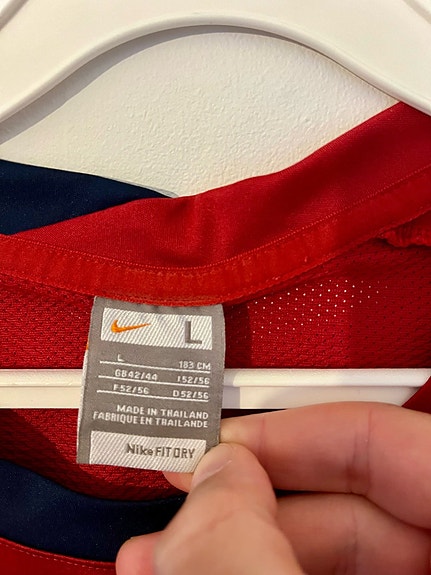 L
L 183 CM
GB42/44 I52/56
F52/56 D52/56
MADE IN THAILAND
FABRIQUE EN THAILANDE
Nike FIT DRY